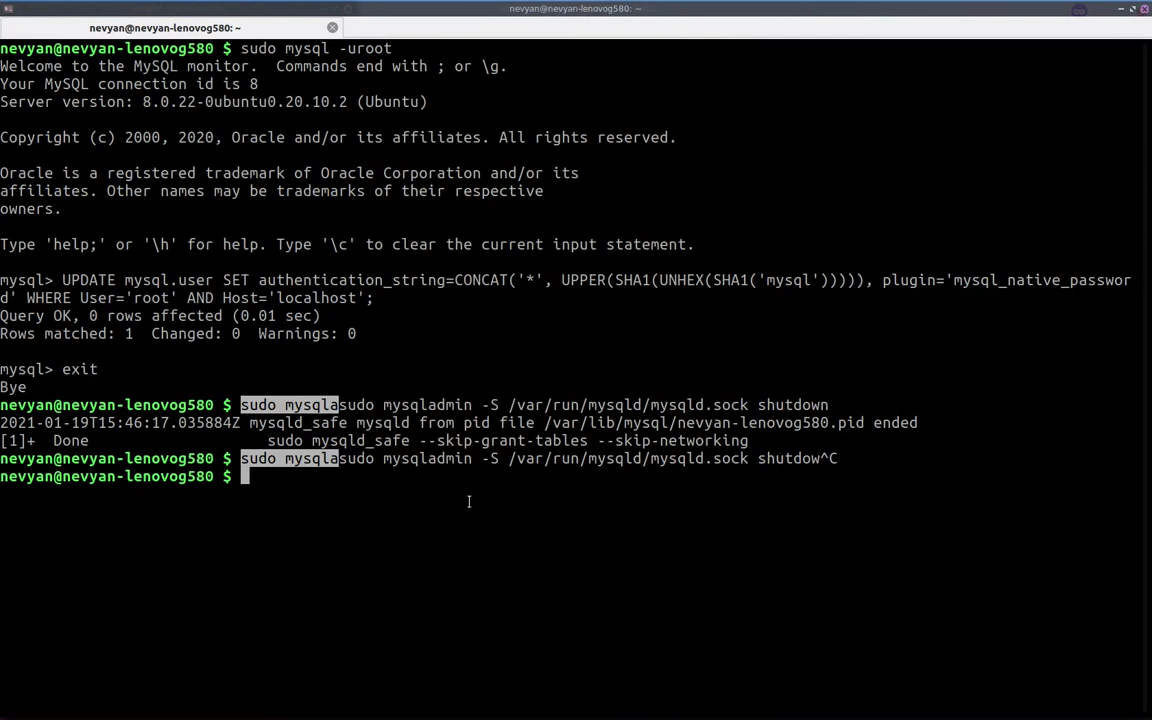 nevyan@nevyan-lenovog580: ~
nevyan@nevyan-lenovog580: ~
nevyan@nevyan-lenovog580 $ sudo mysql -uroot
Welcome to the MySQL monitor.  Commands end with ; or \g.
Your MySQL connection id is 8
Server version: 8.0.22-0ubuntu0.20.10.2 (Ubuntu)
Copyright (c) 2000, 2020, Oracle and/or its affiliates. All rights reserved.
Oracle is a registered trademark of Oracle Corporation and/or its
affiliates. Other names may be trademarks of their respective
owners.
Type 'help;' or '\h' for help. Type '\c' to clear the current input statement.
mysql> UPDATE mysql.user SET authentication_string=CONCAT('*', UPPER(SHA1(UNHEX(SHA1('mysql'))))), plugin='mysql_native_passwor
d' WHERE User='root' AND Host='localhost';
Query OK, 0 rows affected (0.01 sec)
Rows matched: 1  Changed: 0  Warnings: 0
mysql> exit
Bye
nevyan@nevyan-lenovog580 $ sudo mysqlasudo mysqladmin -S /var/run/mysqld/mysqld.sock shutdown
2021-01-19T15:46:17.035884Z mysqld_safe mysqld from pid file /var/lib/mysql/nevyan-lenovog580.pid ended
[1]+  Done                    sudo mysqld_safe --skip-grant-tables --skip-networking
nevyan@nevyan-lenovog580 $ sudo mysqlasudo mysqladmin -S /var/run/mysqld/mysqld.sock shutdow^C
nevyan@nevyan-lenovog580 $